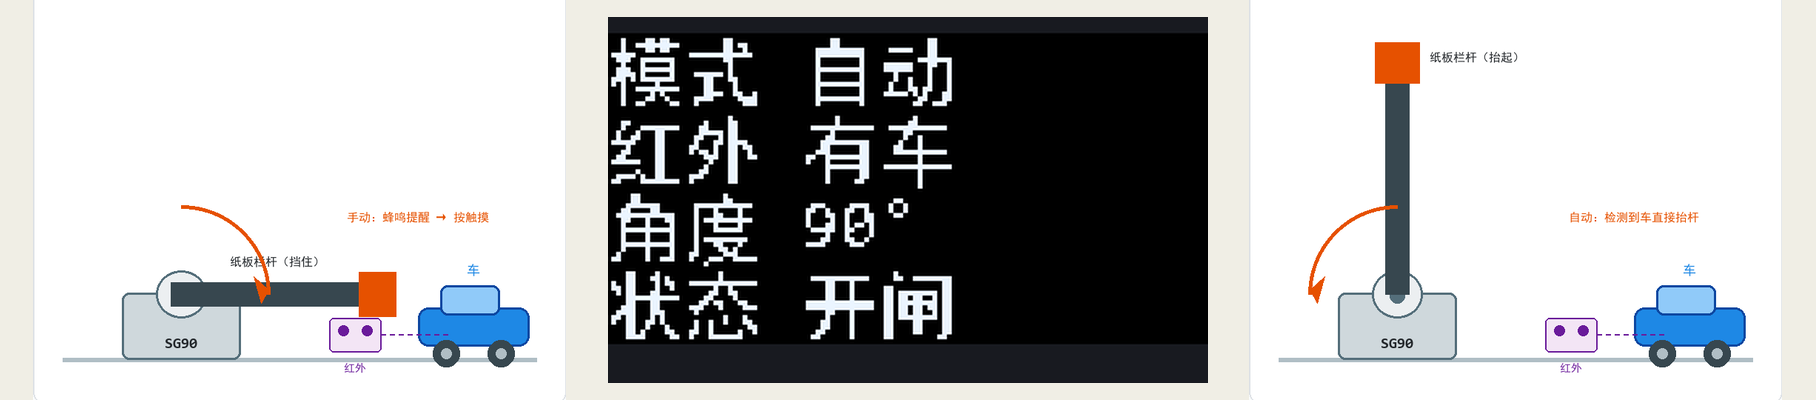 手动：蜂鸣提醒 → 按触摸
纸板栏杆（挡住）
车
SG90
红外
模式 自动
红外 有车
角度 90°
状态 开闸
纸板栏杆（抬起）
自动：检测到车直接抬杆
车
SG90
红外